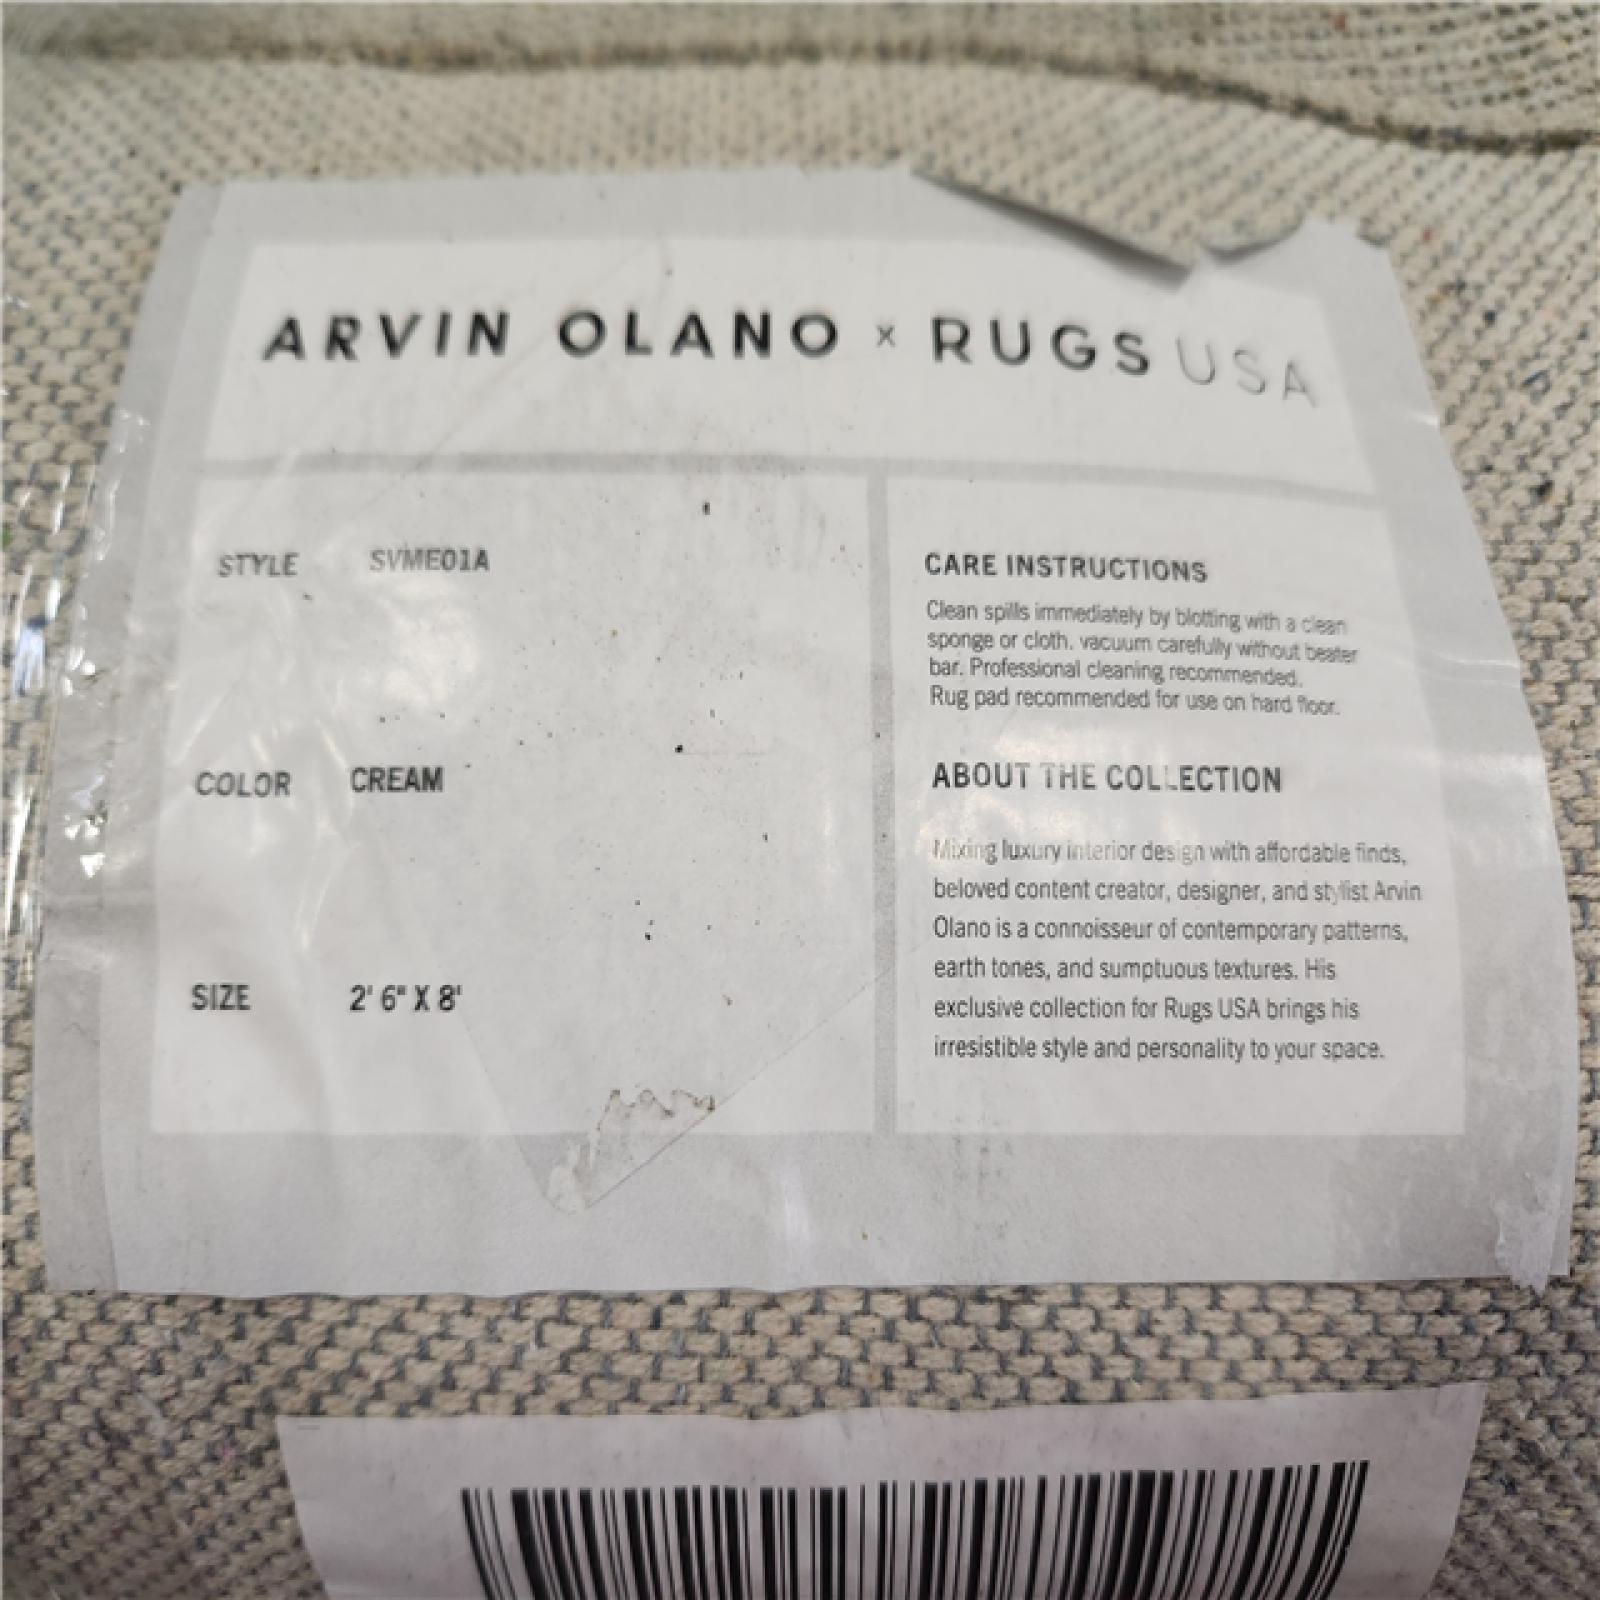 ARVIN OLANO × RUGS USA
STYLE SVME01A
COLOR CREAM
SIZE 2' 6" X 8'
CARE INSTRUCTIONS
Clean spills immediately by blotting with a clean
sponge or cloth. vacuum carefully without beater
bar. Professional cleaning recommended.
Rug pad recommended for use on hard floor.
ABOUT THE COLLECTION
Mixing luxury interior design with affordable finds,
beloved content creator, designer, and stylist Arvin
Olano is a connoisseur of contemporary patterns,
earth tones, and sumptuous textures. His
exclusive collection for Rugs USA brings his
irresistible style and personality to your space.